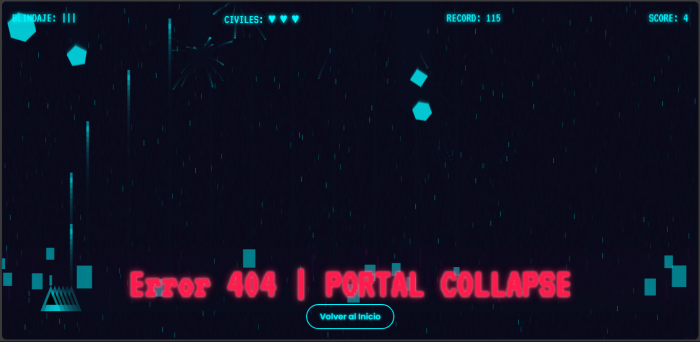 BLINDAJE: |||
CIVILES: ♥ ♥ ♥
RECORD: 115
SCORE: 4
Error 404 | PORTAL COLLAPSE
Volver al Inicio